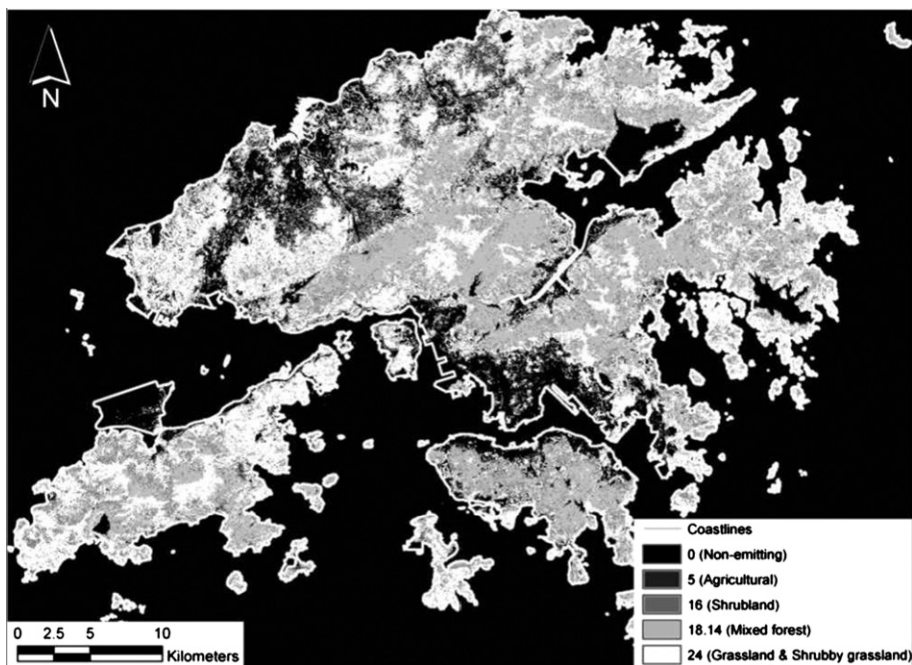 N
Coastlines
0 (Non-emitting)
5 (Agricultural)
16 (Shrubland)
18.14 (Mixed forest)
24 (Grassland & Shrubby grassland)
0 2.5 5 10
Kilometers